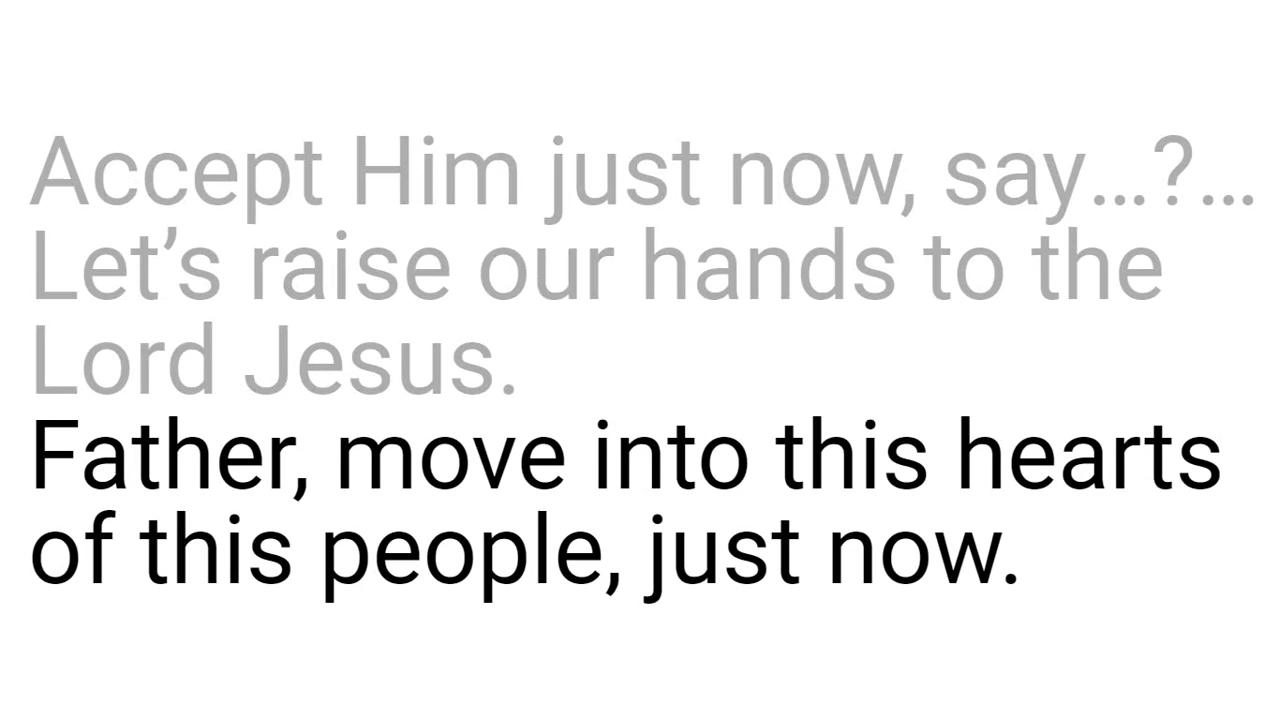 Accept Him just now, say…?…
Let’s raise our hands to the
Lord Jesus.
Father, move into this hearts
of this people, just now.